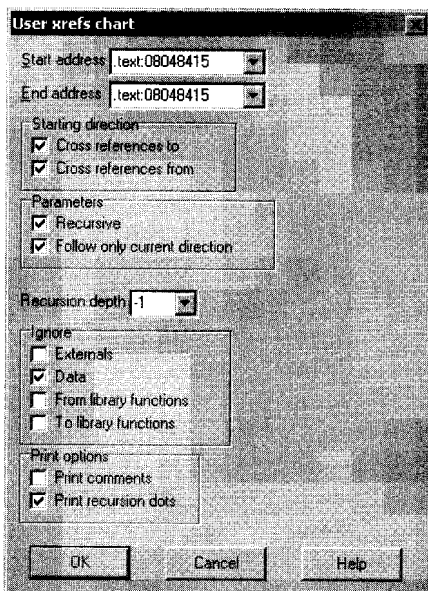 User xrefs chart
Start address .text:08048415
End address .text:08048415
Starting direction
Cross references to
Cross references from
Parameters
Recursive
Follow only current direction
Recursion depth -1
Ignore
Externals
Data
From library functions
To library functions
Print options
Print comments
Print recursion dots
OK Cancel Help